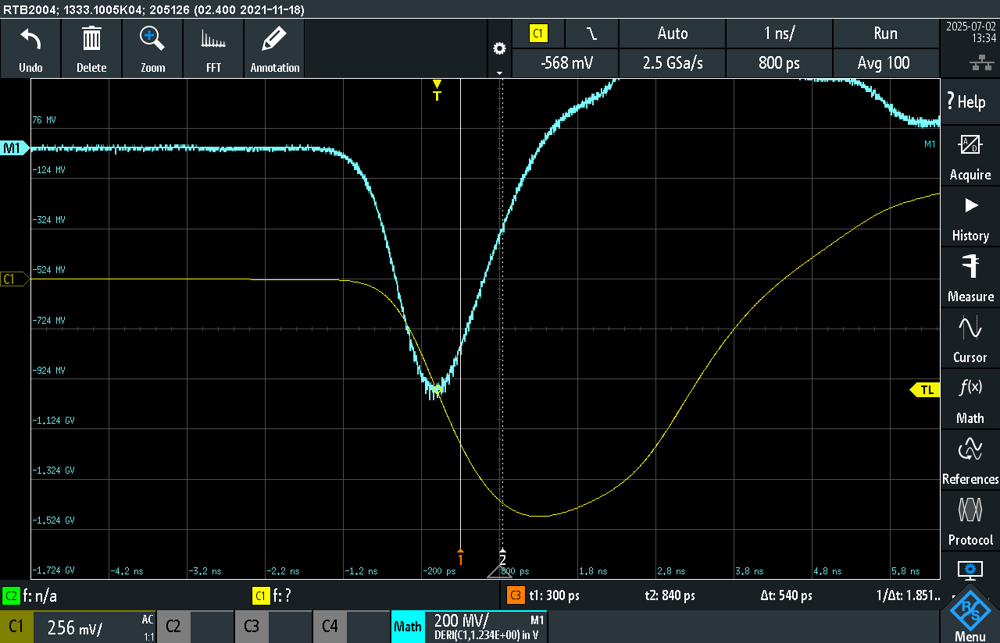 RTB2004; 1333.1005K04; 205126 (02.400 2021-11-18)
Undo
Delete
Zoom
FFT
Annotation
C1
Auto
1 ns/
Run
-568 mV
2.5 GSa/s
800 ps
Avg 100
2025-07-02
13:34
T
? Help
Acquire
History
Measure
Cursor
f(x)
Math
References
Protocol
R&S
Menu
M1
C1
76 MV
-124 MV
-324 MV
-524 MV
-724 MV
-924 MV
-1,124 GV
-1,324 GV
-1,524 GV
-1.724 GV
M1
TL
1
2
-4.2 ns
-3.2 ns
-2.2 ns
-1.2 ns
-200 ps
800 ps
1.8 ns
2.8 ns
3.8 ns
4.8 ns
5.8 ns
C2 f: n/a
C1 f: ?
C3 t1: 300 ps
t2: 840 ps
Δt: 540 ps
1/Δt: 1.851..
C1
256 mV/
AC
1:1
C2
C3
C4
Math
200 MV/
M1
DERI(C1,1.234E+00) in V